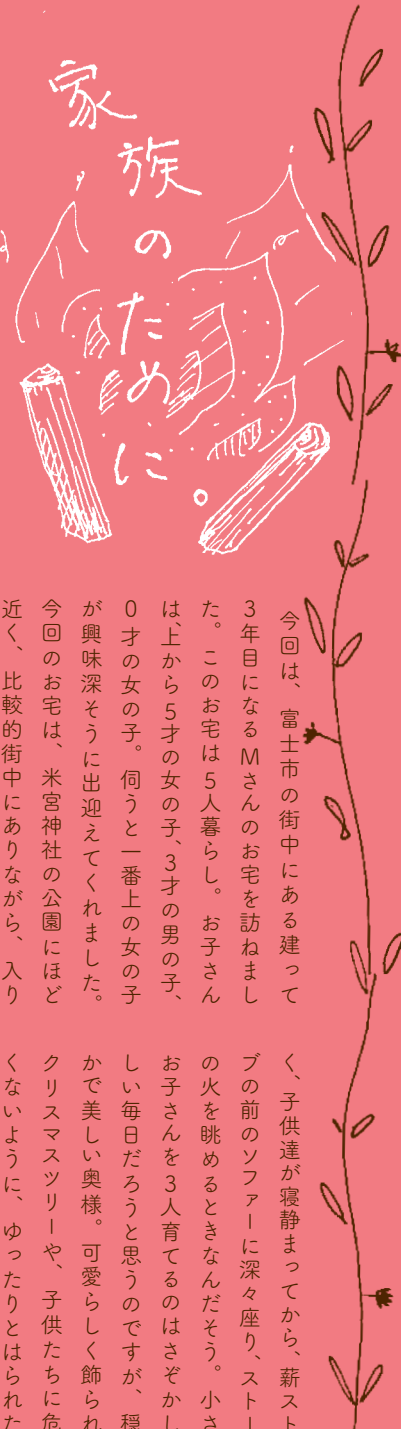 家族のために。
今回は、富士市の街中にある建って
3年目になるMさんのお宅を訪ねまし
た。このお宅は5人暮らし。お子さん
は、上から5才の女の子、3才の男の子、
0才の女の子。伺うと一番上の女の子
が興味深そうに出迎えてくれました。
今回のお宅は、米宮神社の公園にほど
近く、比較的街中にありながら、入り
く、子供達が寝静まってから、薪スト
ブの前のソファーに深々座り、ストー
の火を眺めるときなんだそう。小さ
お子さんを3人育てるのはさぞかし
しい毎日だろうと思うのですが、穏
かで美しい奥様。可愛らしく飾られ
クリスマスツリーや、子供たちに危
くないように、ゆったりとはられた